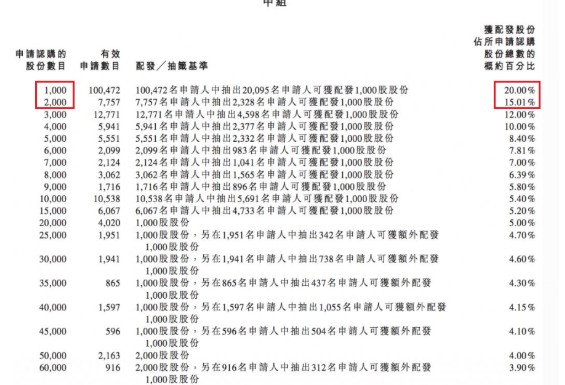 甲組
獲配發股份
佔所申請認購的
股份總數的
概約百分比
申請認購的
股份數目
有效
申請數目
配發／抽籤基準
1,000 100,472 100,472名申請人中抽出20,095名申請人可獲配發1,000股股份 20.00%
2,000 7,757 7,757名申請人中抽出2,328名申請人可獲配發1,000股股份 15.01%
3,000 12,771 12,771名申請人中抽出4,598名申請人可獲配發1,000股股份 12.00%
4,000 5,941 5,941名申請人中抽出2,377名申請人可獲配發1,000股股份 10.00%
5,000 5,551 5,551名申請人中抽出2,332名申請人可獲配發1,000股股份 8.40%
6,000 2,099 2,099名申請人中抽出983名申請人可獲配發1,000股股份 7.81%
7,000 2,124 2,124名申請人中抽出1,041名申請人可獲配發1,000股股份 7.00%
8,000 3,062 3,062名申請人中抽出1,565名申請人可獲配發1,000股股份 6.39%
9,000 1,716 1,716名申請人中抽出896名申請人可獲配發1,000股股份 5.80%
10,000 10,538 10,538名申請人中抽出5,691名申請人可獲配發1,000股股份 5.40%
15,000 6,067 6,067名申請人中抽出4,733名申請人可獲配發1,000股股份 5.20%
20,000 4,020 1,000股股份 5.00%
25,000 1,951 1,000股股份，另在1,951名申請人中抽出342名申請人可獲額外配發 4.70%
1,000股股份
30,000 1,941 1,000股股份，另在1,941名申請人中抽出738名申請人可獲額外配發 4.60%
1,000股股份
35,000 865 1,000股股份，另在865名申請人中抽出437名申請人可獲額外配發 4.30%
1,000股股份
40,000 1,597 1,000股股份，另在1,597名申請人中抽出1,055名申請人可獲額外配發 4.15%
1,000股股份
45,000 596 1,000股股份，另在596名申請人中抽出504名申請人可獲額外配發 4.10%
1,000股股份
50,000 2,163 2,000股股份 4.00%
60,000 916 2,000股股份，另在916名申請人中抽出312名申請人可獲額外配發 3.90%
1,000股股份